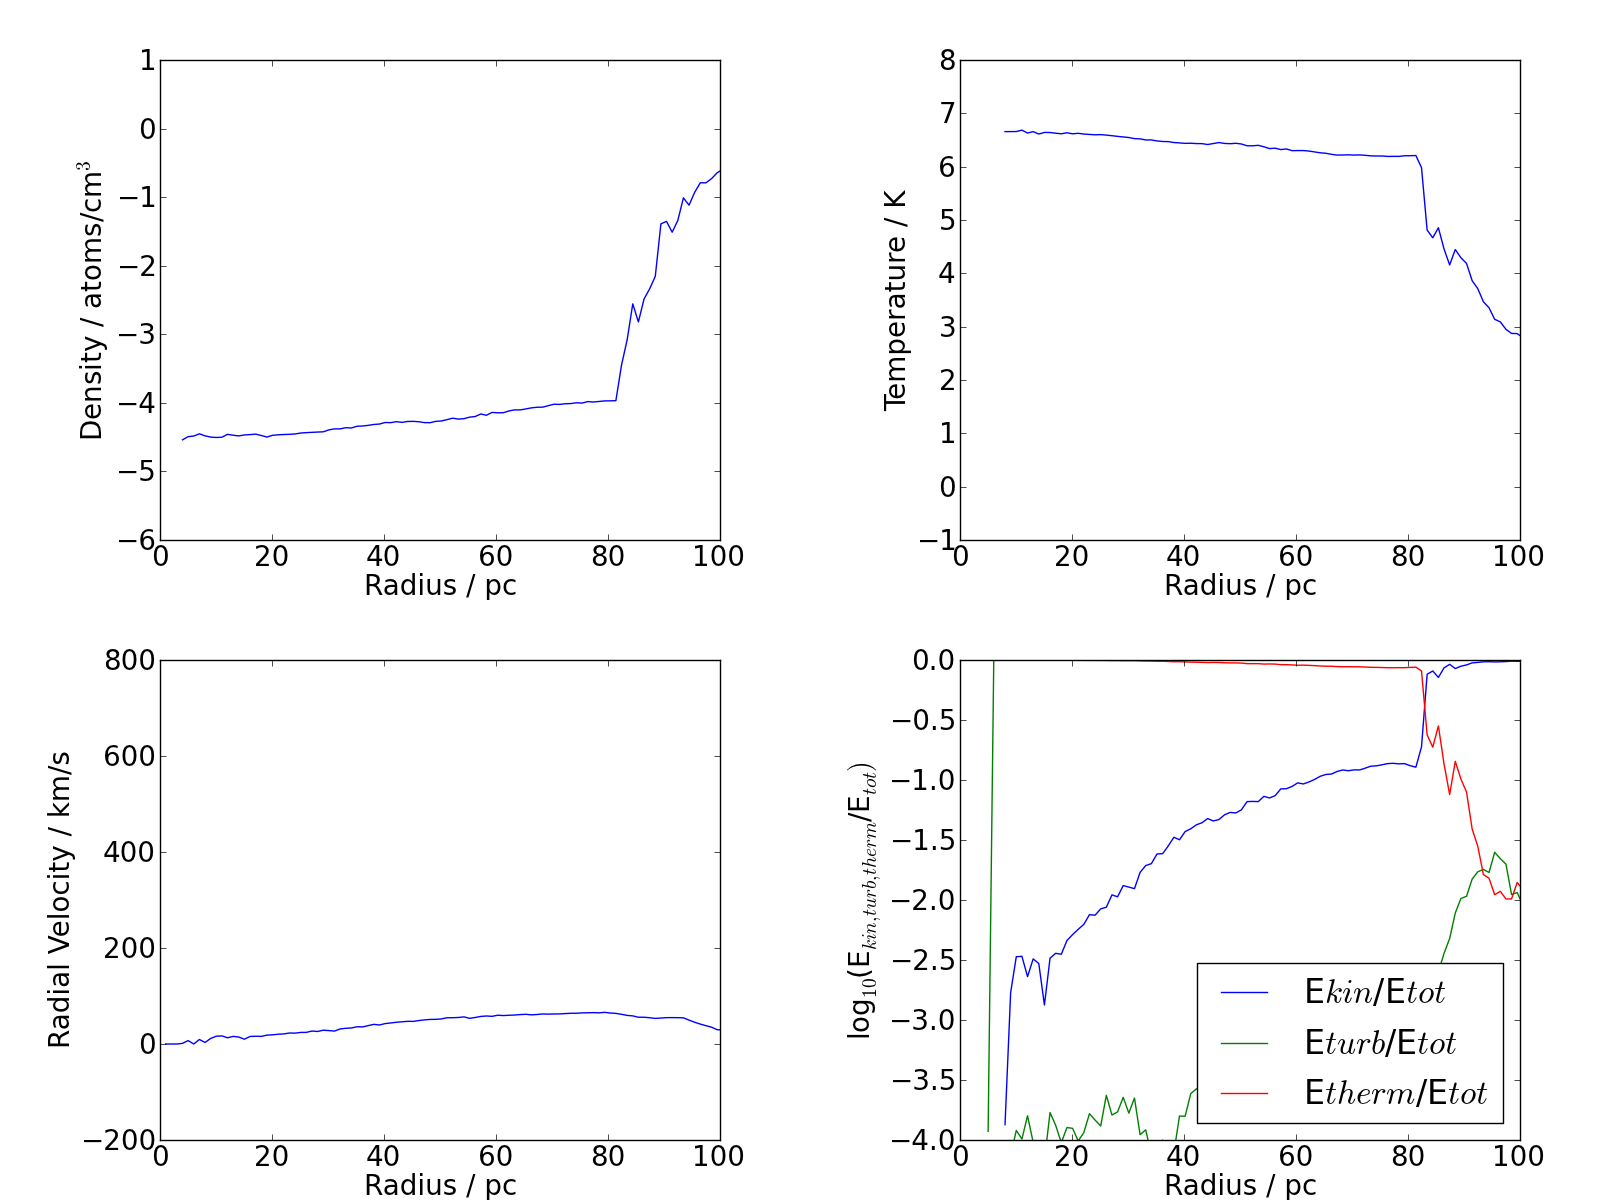 1
0
−1
−2
−3
−4
−5
−6
0 20 40 60 80 100
Radius / pc
Density / atoms/cm³
8
7
6
5
4
3
2
1
0
−1
0 20 40 60 80 100
Radius / pc
Temperature / K
800
600
400
200
0
−200
0 20 40 60 80 100
Radius / pc
Radial Velocity / km/s
0.0
−0.5
−1.0
−1.5
−2.0
−2.5
−3.0
−3.5
−4.0
0 20 40 60 80 100
Radius / pc
log₁₀(E_{kin,turb,therm}/E_{tot})
Ekin/Etot
Eturb/Etot
Etherm/Etot